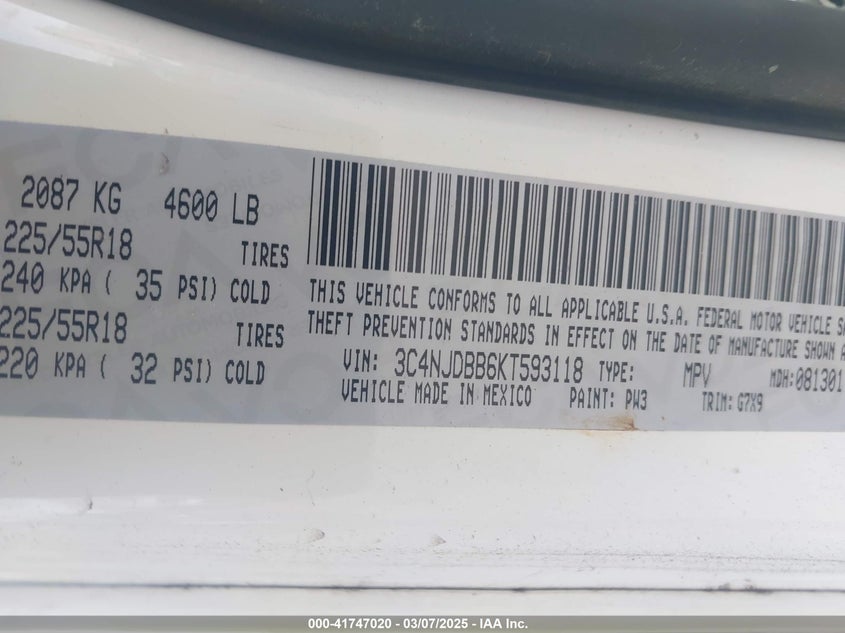 2087 KG 4600 LB
225/55R18 TIRES
240 KPA ( 35 PSI) COLD
225/55R18 TIRES
220 KPA ( 32 PSI) COLD
THIS VEHICLE CONFORMS TO ALL APPLICABLE U.S.A. FEDERAL MOTOR VEHICLE
THEFT PREVENTION STANDARDS IN EFFECT ON THE DATE OF MANUFACTURE SHOWN
VIN: 3C4NJDBB6KT593118 TYPE: MPV MDH:081301
VEHICLE MADE IN MEXICO PAINT: PW3 TRIM: G7X9
000-41747020 — 03/07/2025 — IAA Inc.